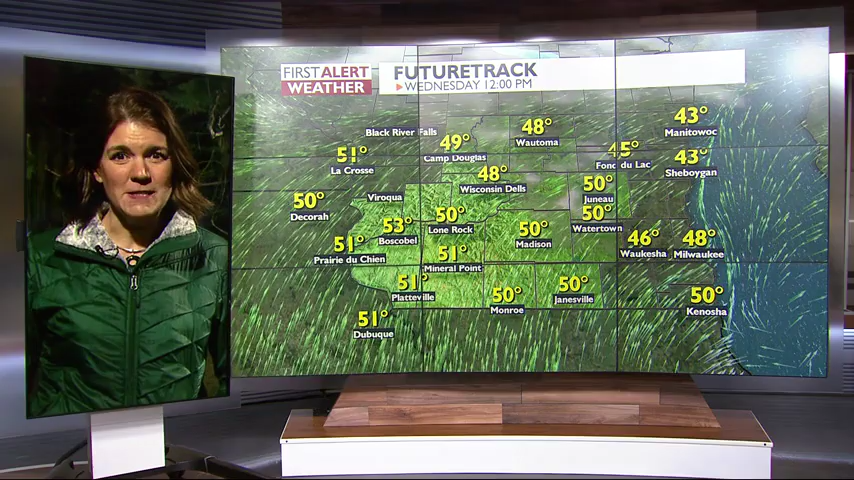 FIRST ALERT
WEATHER
FUTURETRACK
WEDNESDAY 12:00 PM
43°
Manitowoc
48°
Wautoma
Black River Falls
49°
Camp Douglas
45°
Fond du Lac
51°
La Crosse
43°
Sheboygan
48°
Wisconsin Dells
50°
Juneau
50°
Decorah
Viroqua
53°
Boscobel
50°
Lone Rock
50°
Madison
50°
Watertown
46°
Waukesha
48°
Milwaukee
51°
Prairie du Chien
51°
Mineral Point
51°
Platteville
50°
Monroe
50°
Janesville
50°
Kenosha
51°
Dubuque